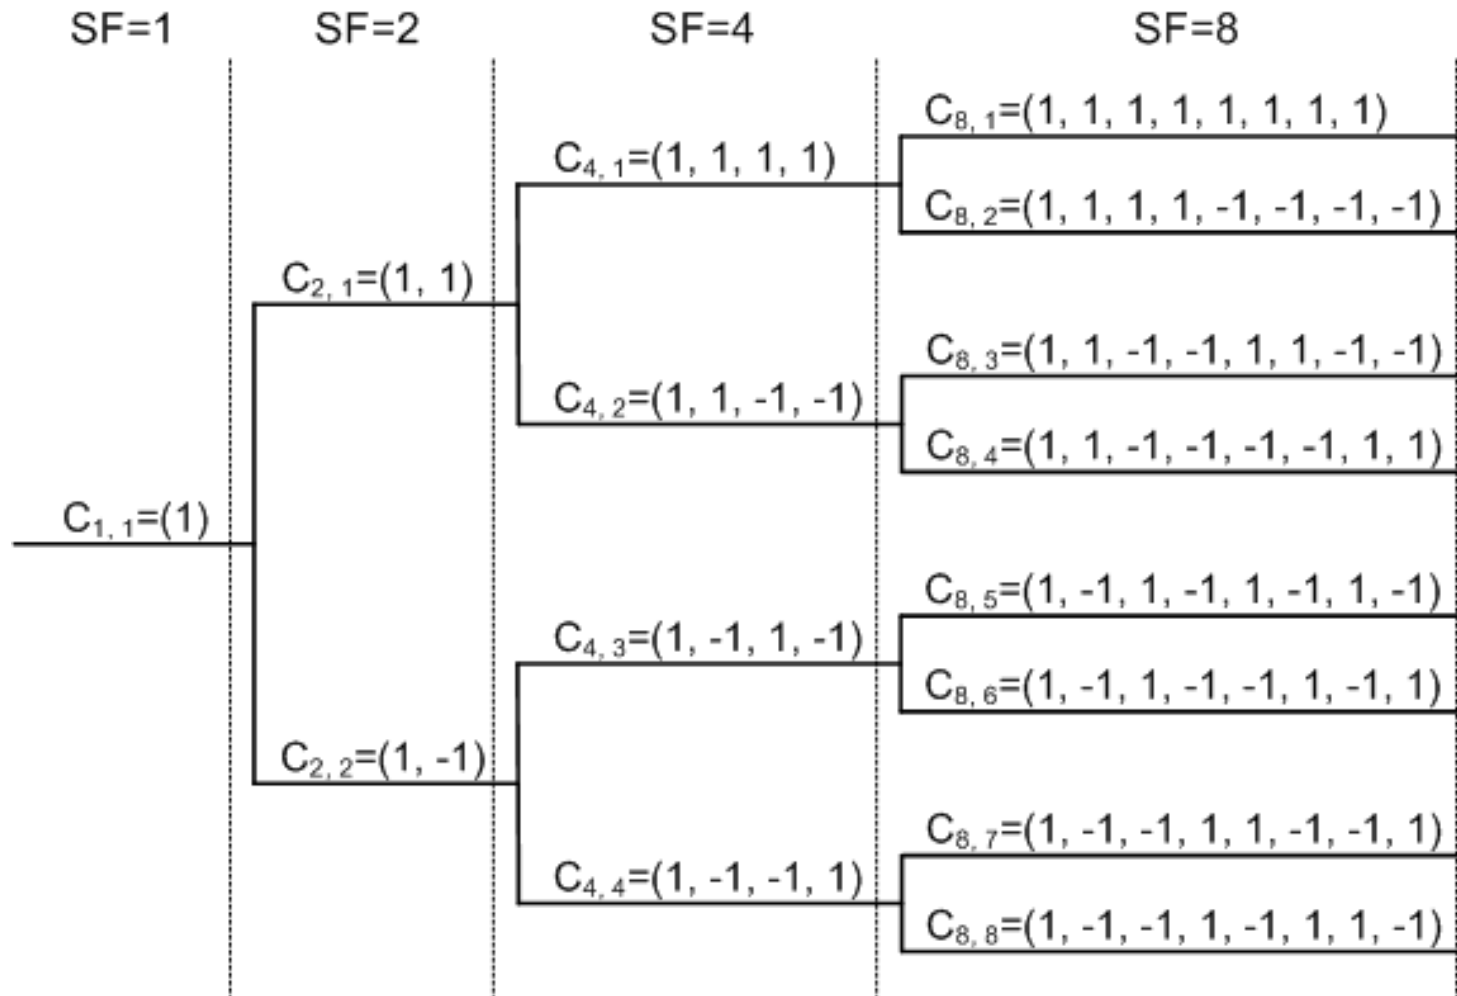 SF=1 SF=2 SF=4 SF=8
C8, 1=(1, 1, 1, 1, 1, 1, 1, 1)
C4, 1=(1, 1, 1, 1)
C8, 2=(1, 1, 1, 1, -1, -1, -1, -1)
C2, 1=(1, 1)
C8, 3=(1, 1, -1, -1, 1, 1, -1, -1)
C4, 2=(1, 1, -1, -1)
C8, 4=(1, 1, -1, -1, -1, -1, 1, 1)
C1, 1=(1)
C8, 5=(1, -1, 1, -1, 1, -1, 1, -1)
C4, 3=(1, -1, 1, -1)
C8, 6=(1, -1, 1, -1, -1, 1, -1, 1)
C2, 2=(1, -1)
C8, 7=(1, -1, -1, 1, 1, -1, -1, 1)
C4, 4=(1, -1, -1, 1)
C8, 8=(1, -1, -1, 1, -1, 1, 1, -1)